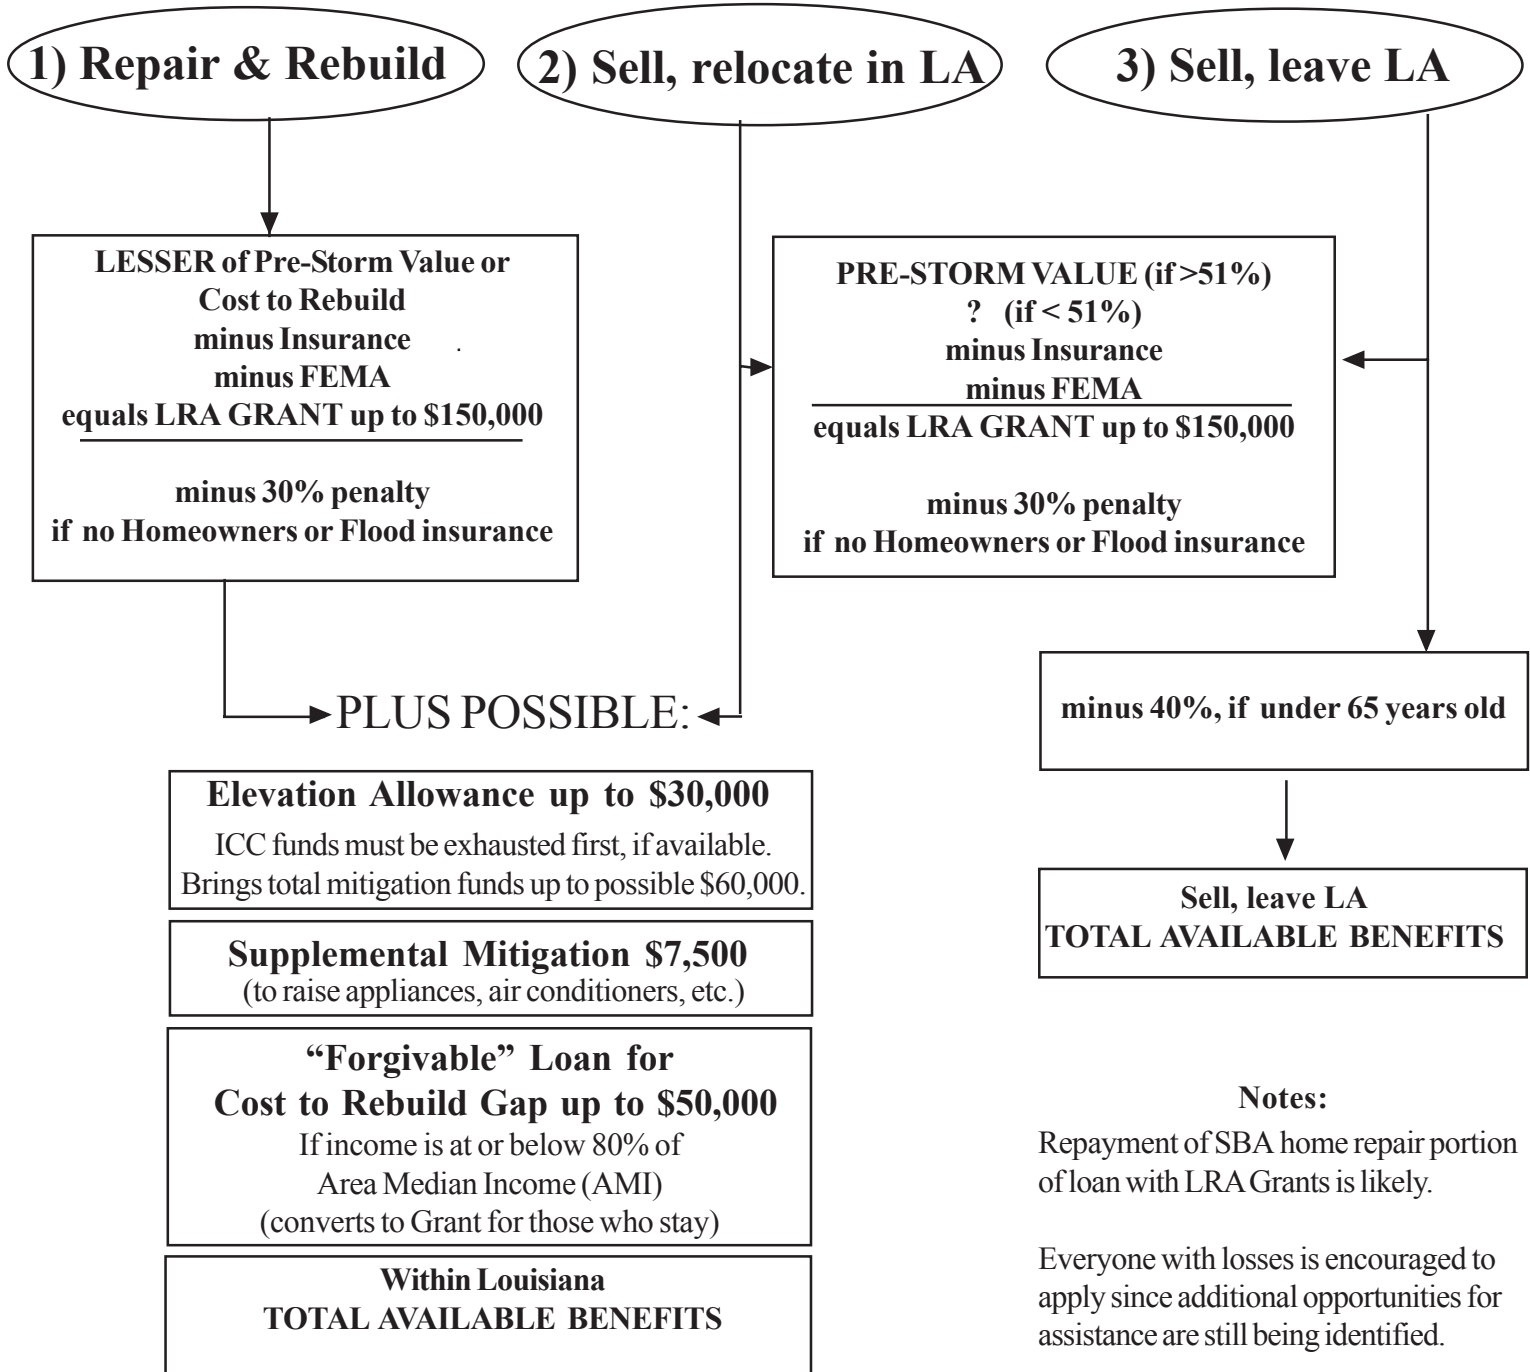 1) Repair & Rebuild
2) Sell, relocate in LA
3) Sell, leave LA
LESSER of Pre-Storm Value or
Cost to Rebuild
minus Insurance
minus FEMA
equals LRA GRANT up to $150,000
minus 30% penalty
if no Homeowners or Flood insurance
PRE-STORM VALUE (if >51%)
? (if < 51%)
minus Insurance
minus FEMA
equals LRA GRANT up to $150,000
minus 30% penalty
if no Homeowners or Flood insurance
minus 40%, if under 65 years old
Sell, leave LA
TOTAL AVAILABLE BENEFITS
PLUS POSSIBLE:
Elevation Allowance up to $30,000
ICC funds must be exhausted first, if available.
Brings total mitigation funds up to possible $60,000.
Supplemental Mitigation $7,500
(to raise appliances, air conditioners, etc.)
“Forgivable” Loan for
Cost to Rebuild Gap up to $50,000
If income is at or below 80% of
Area Median Income (AMI)
(converts to Grant for those who stay)
Within Louisiana
TOTAL AVAILABLE BENEFITS
Notes:
Repayment of SBA home repair portion
of loan with LRA Grants is likely.
Everyone with losses is encouraged to
apply since additional opportunities for
assistance are still being identified.